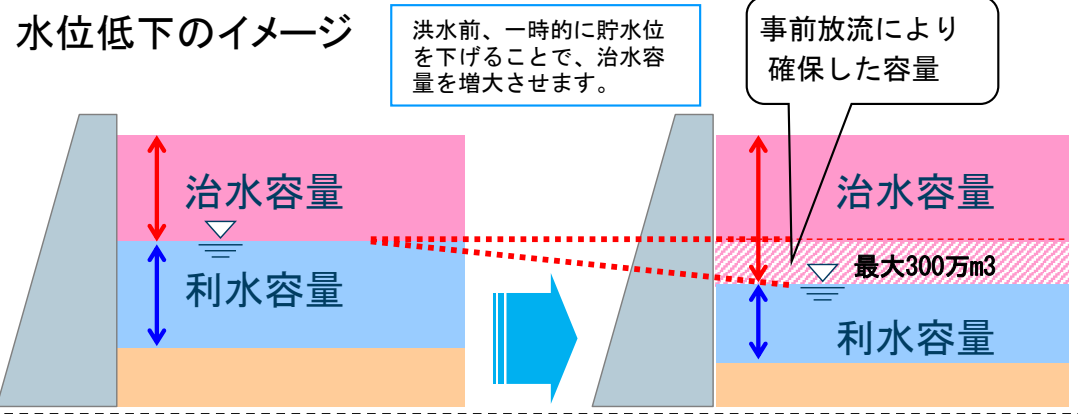 水位低下のイメージ
洪水前、一時的に貯水位
を下げることで、治水容
量を増大させます。
事前放流により
確保した容量
治水容量
利水容量
治水容量
最大300万m3
利水容量